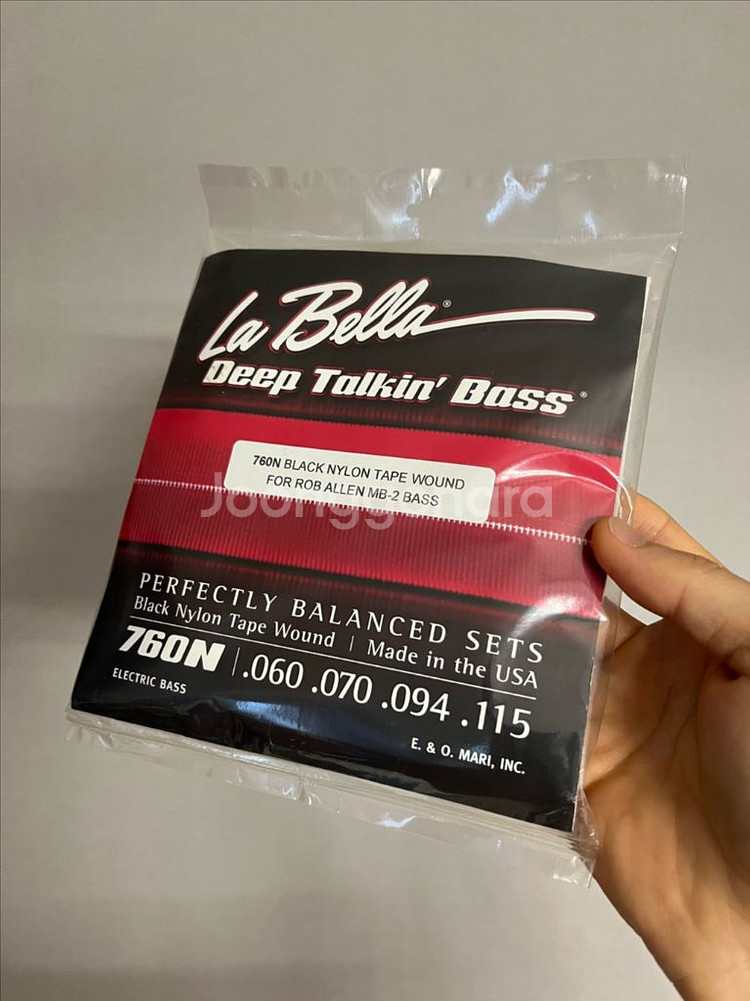 La Bella®
Deep Talkin' Bass®
760N BLACK NYLON TAPE WOUND
FOR ROB ALLEN MB-2 BASS
Joonggonara
PERFECTLY BALANCED SETS
Black Nylon Tape Wound | Made in the USA
760N | .060 .070 .094 .115
ELECTRIC BASS
E. & O. MARI, INC.